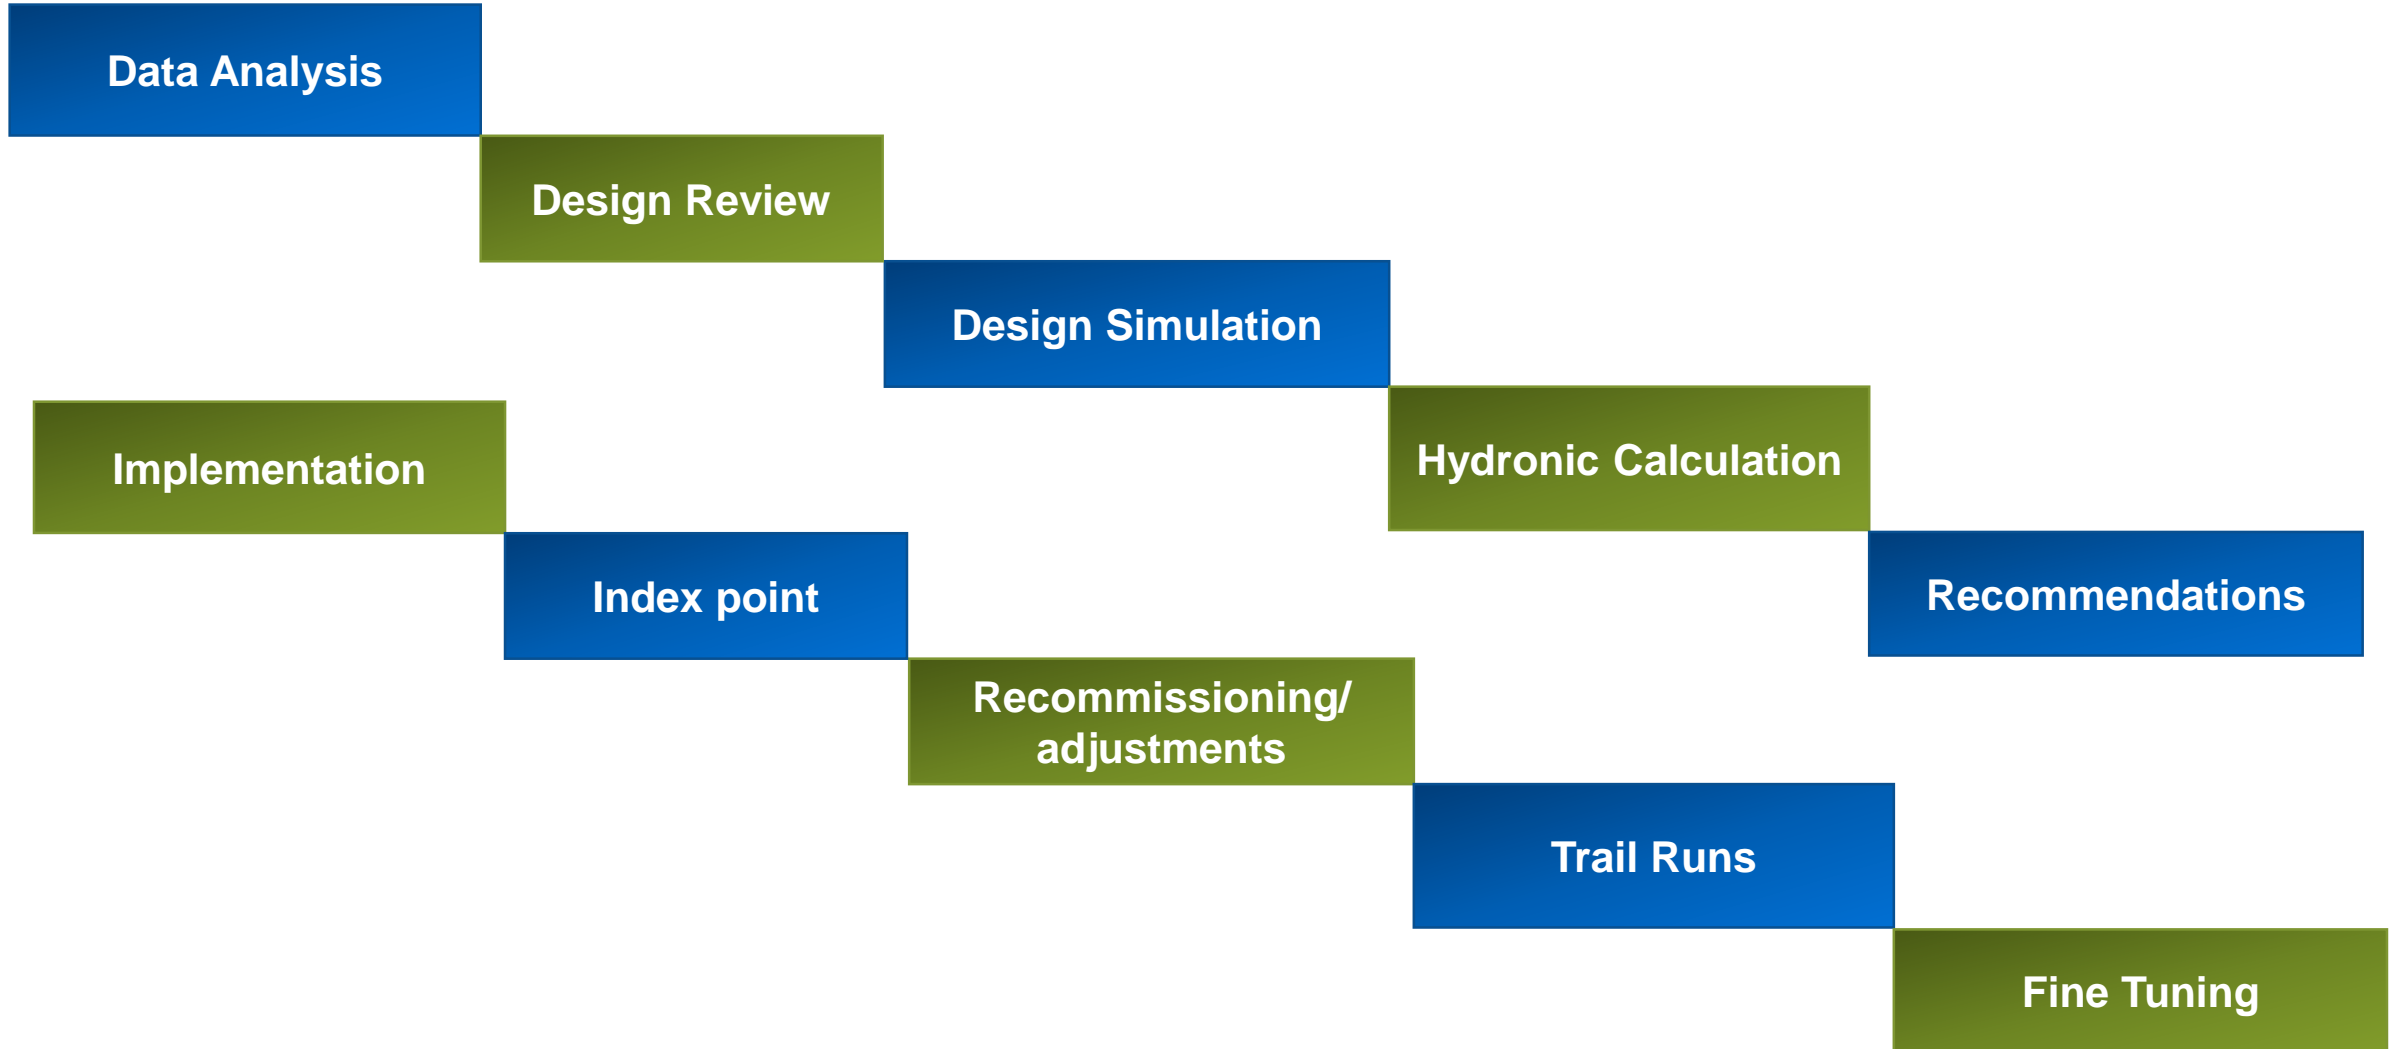 Data Analysis
Design Review
Design Simulation
Hydronic Calculation
Recommendations
Implementation
Index point
Recommissioning/
adjustments
Trail Runs
Fine Tuning